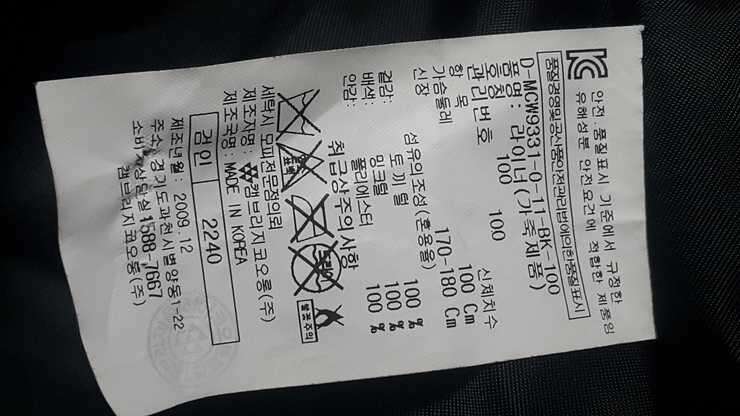 안전·품질표시 기준에서 규정한
유해성분 안전요건에 적합한 제품임
품질경영및공산품안전관리법에의한품질표시
D-MCW9331-0-11-BK-100
품명: 라이너(가죽제품)
호칭 100
관리번호 100
항 목 신체치수
가슴둘레 100 Cm
신장 170-180 Cm
섬유의조성(혼용율)
겉감: 토끼털 100 %
배색: 밍크털 100 %
안감: 폴리에스터 100 %
취급상주의사항
드라이
불꽃주의
세탁시 모피전문점의뢰
제조자명: 캠브리지코오롱(주)
제조국명: MADE IN KOREA
검인 2240
제조년월: 2009.12
주소: 경기도과천시별양동1-22
소비자상담실 1588-7667
캠브리지코오롱(주)